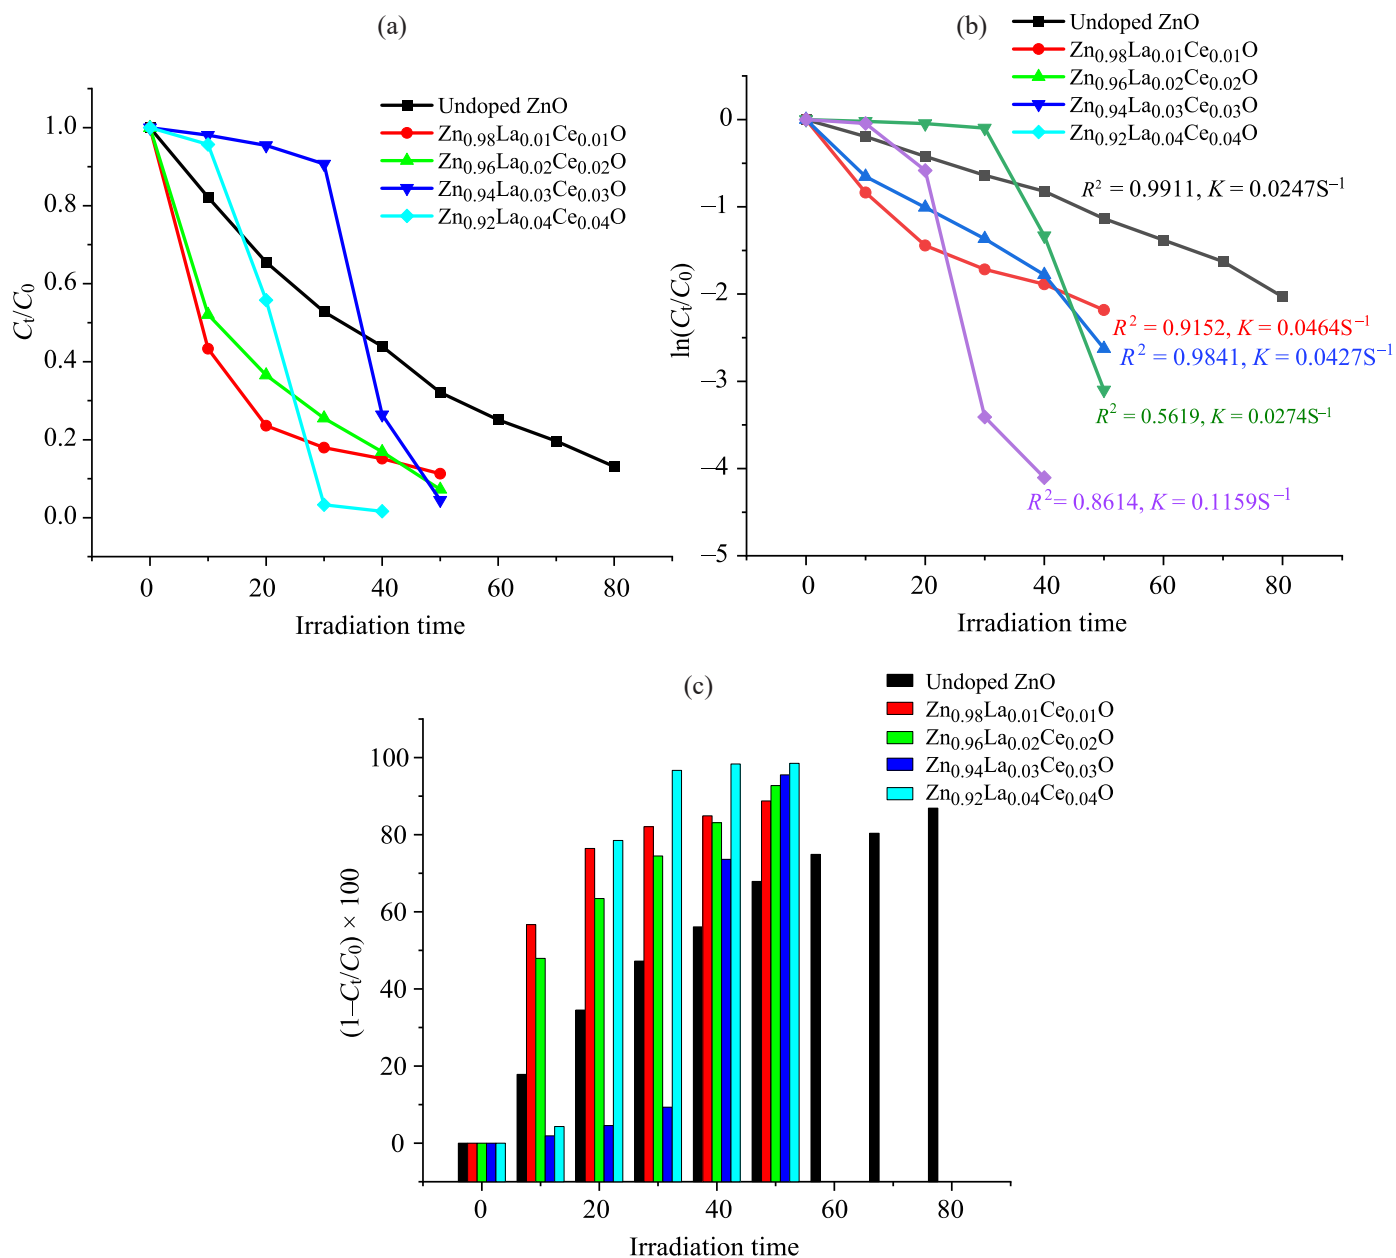 (a)
Undoped ZnO
Zn0.98La0.01Ce0.01O
Zn0.96La0.02Ce0.02O
Zn0.94La0.03Ce0.03O
Zn0.92La0.04Ce0.04O
1.0
0.8
0.6
0.4
0.2
0.0
Ct/C0
0 20 40 60 80
Irradiation time
(b)
Undoped ZnO
Zn0.98La0.01Ce0.01O
Zn0.96La0.02Ce0.02O
Zn0.94La0.03Ce0.03O
Zn0.92La0.04Ce0.04O
0
–1
–2
–3
–4
–5
ln(Ct/C0)
R² = 0.9911, K = 0.0247S⁻¹
R² = 0.9152, K = 0.0464S⁻¹
R² = 0.9841, K = 0.0427S⁻¹
R² = 0.5619, K = 0.0274S⁻¹
R²= 0.8614, K = 0.1159S⁻¹
0 20 40 60 80
Irradiation time
(c)
Undoped ZnO
Zn0.98La0.01Ce0.01O
Zn0.96La0.02Ce0.02O
Zn0.94La0.03Ce0.03O
Zn0.92La0.04Ce0.04O
100
80
60
40
20
0
(1–Ct/C0) × 100
0 20 40 60 80
Irradiation time